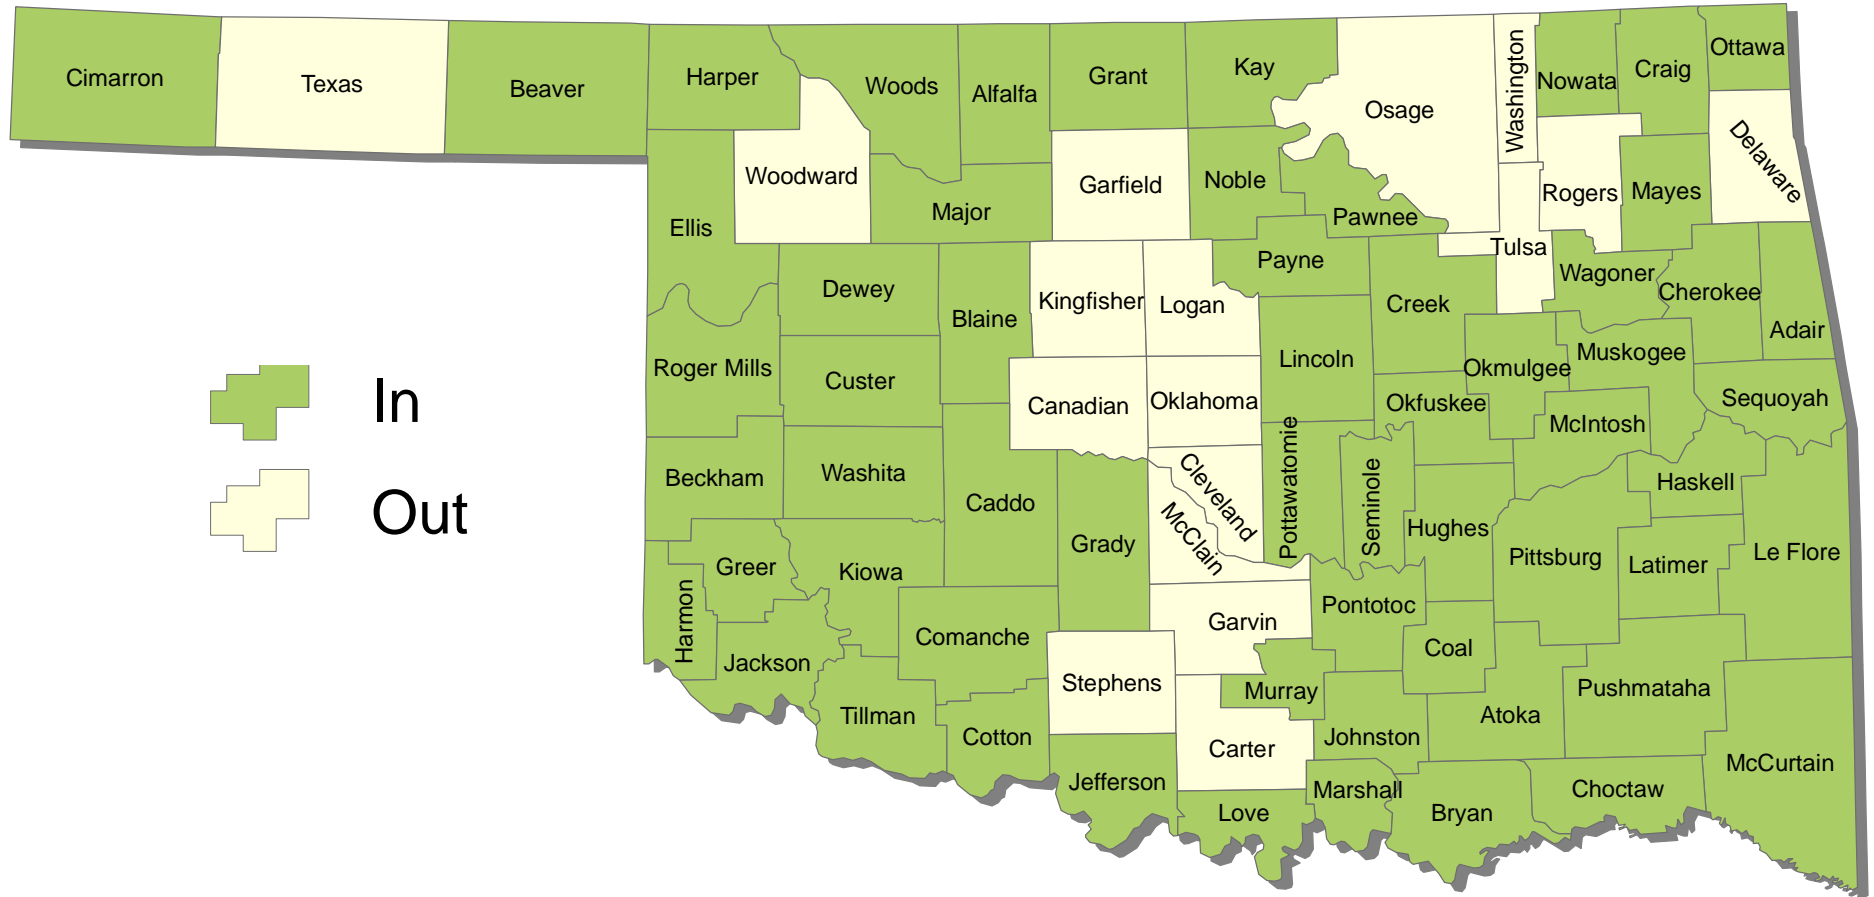 Cimarron
Texas
Beaver
Harper
Woods
Alfalfa
Grant
Kay
Osage
Washington
Nowata
Craig
Ottawa
Delaware
Woodward
Ellis
Major
Garfield
Noble
Pawnee
Rogers
Mayes
Tulsa
Dewey
Blaine
Kingfisher
Logan
Payne
Creek
Wagoner
Cherokee
Adair
Roger Mills
Custer
Canadian
Oklahoma
Lincoln
Okfuskee
Okmulgee
Muskogee
McIntosh
Sequoyah
In
Out
Beckham
Washita
Caddo
Grady
Cleveland
McClain
Pottawatomie
Seminole
Hughes
Pittsburg
Haskell
Latimer
Le Flore
Harmon
Greer
Kiowa
Jackson
Comanche
Garvin
Pontotoc
Coal
Tillman
Cotton
Stephens
Murray
Carter
Johnston
Atoka
Pushmataha
McCurtain
Jefferson
Love
Marshall
Bryan
Choctaw